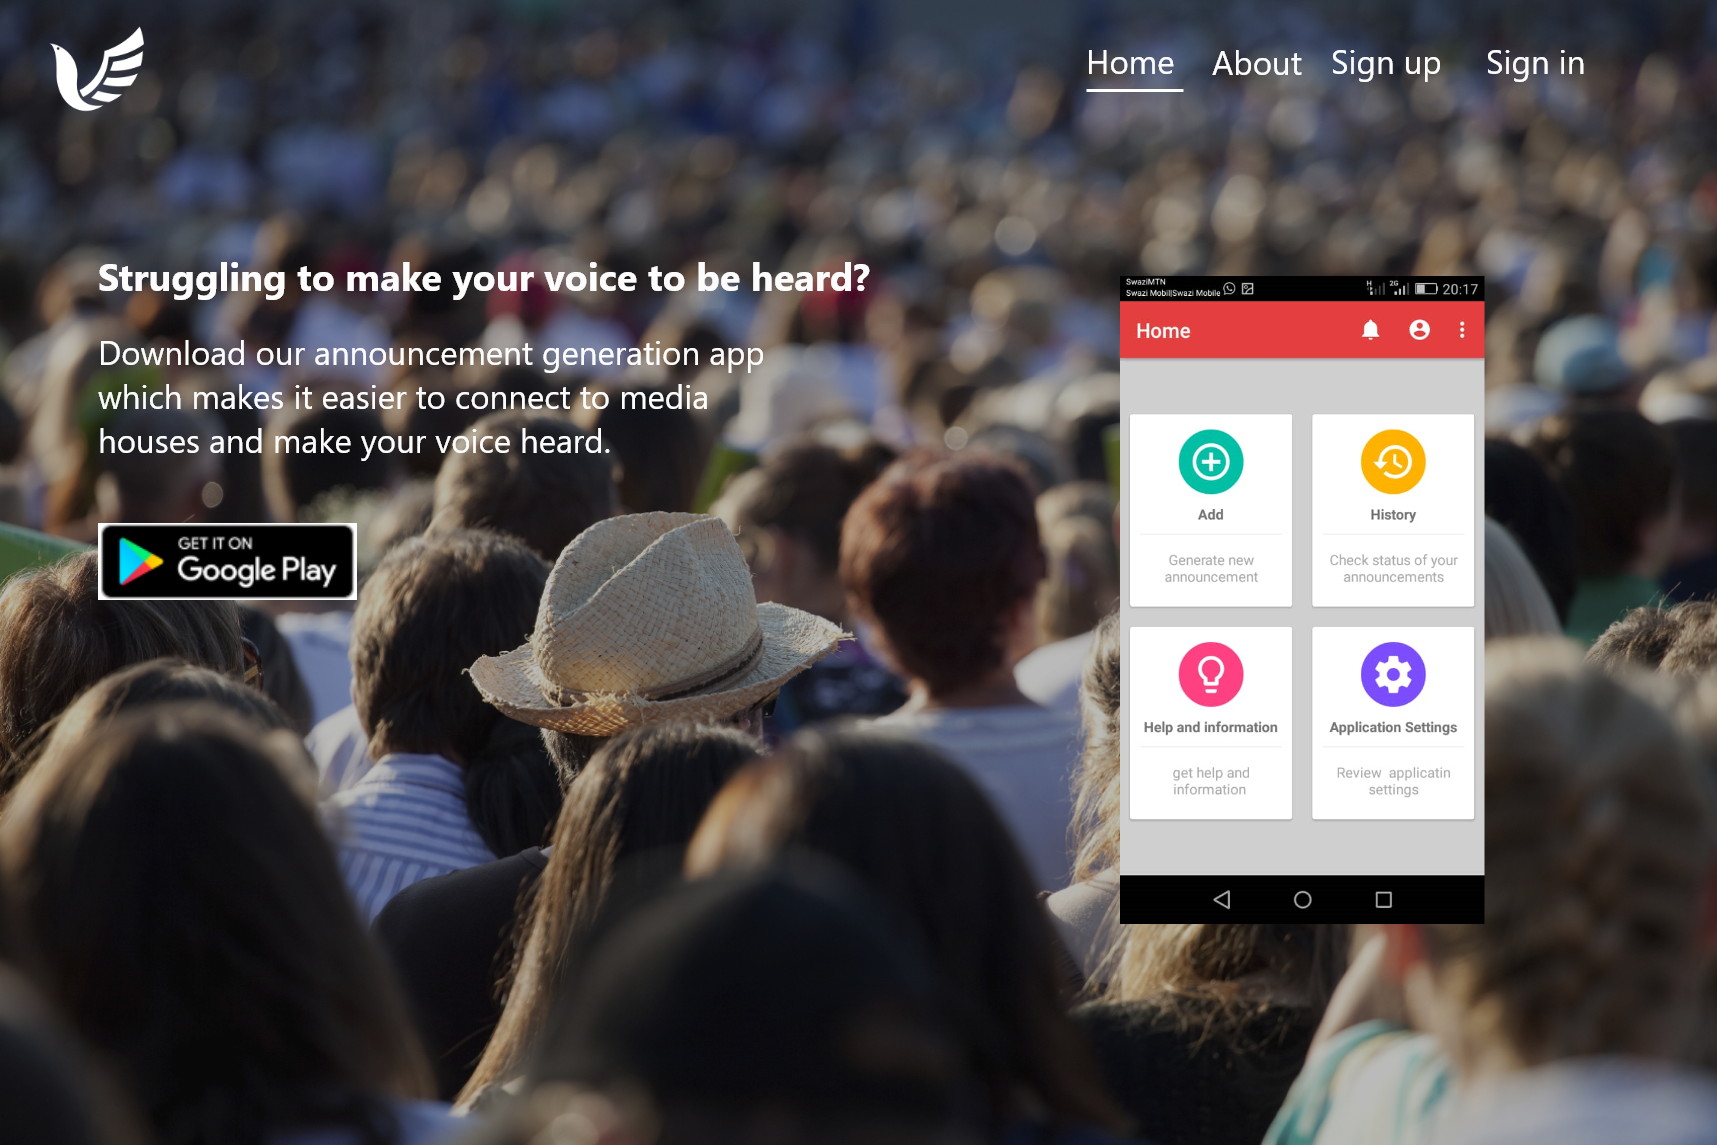 Home About Sign up Sign in
Struggling to make your voice to be heard?
Download our announcement generation app
which makes it easier to connect to media
houses and make your voice heard.
GET IT ON
Google Play
SwaziMTN
Swazi Mobil|Swazi Mobile
H 2G 20:17
Home
Add
Generate new
announcement
History
Check status of your
announcements
Help and information
get help and
information
Application Settings
Review applicatin
settings